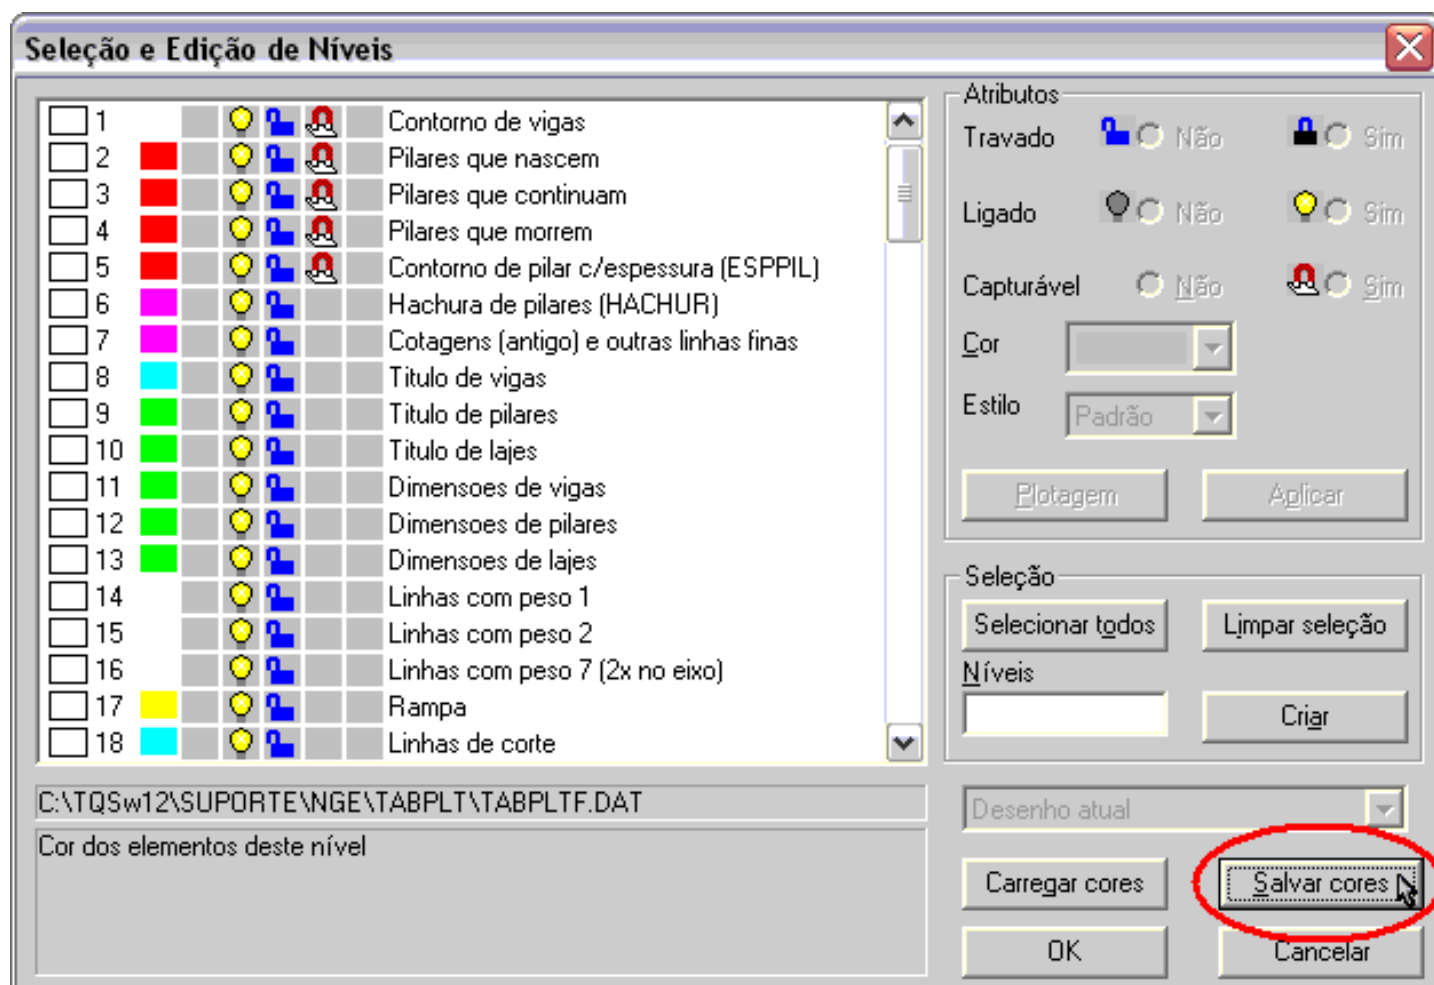 Seleção e Edição de Níveis
1 Contorno de vigas
2 Pilares que nascem
3 Pilares que continuam
4 Pilares que morrem
5 Contorno de pilar c/espessura (ESPPIL)
6 Hachura de pilares (HACHUR)
7 Cotagens (antigo) e outras linhas finas
8 Titulo de vigas
9 Titulo de pilares
10 Titulo de lajes
11 Dimensoes de vigas
12 Dimensoes de pilares
13 Dimensoes de lajes
14 Linhas com peso 1
15 Linhas com peso 2
16 Linhas com peso 7 (2x no eixo)
17 Rampa
18 Linhas de corte
C:\TQSw12\SUPORTE\NGE\TABPLT\TABPLTF.DAT
Cor dos elementos deste nível
Atributos
Travado Não Sim
Ligado Não Sim
Capturável Não Sim
Cor
Estilo Padrão
Plotagem Aplicar
Seleção
Selecionar todos Limpar seleção
Níveis
Criar
Desenho atual
Carregar cores Salvar cores
OK Cancelar